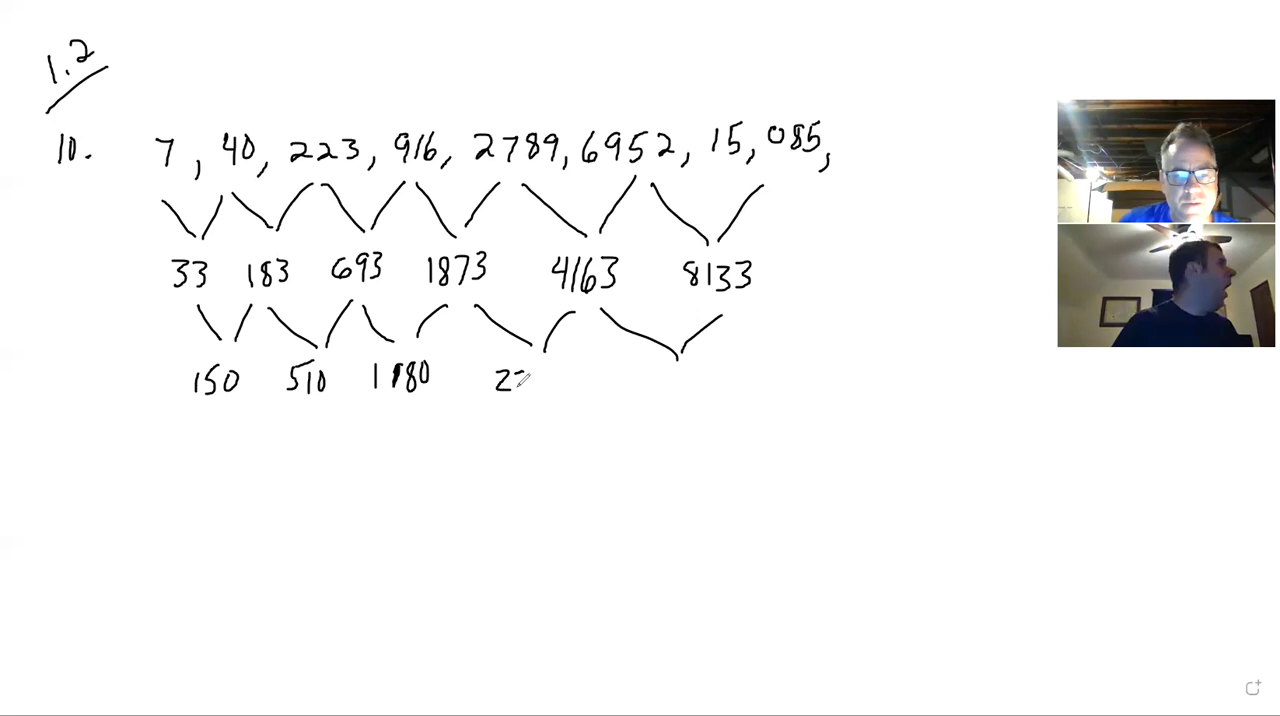 1.2
10. 7, 40, 223, 916, 2789, 6952, 15,085,
33 183 693 1873 4163 8133
150 510 1180 22